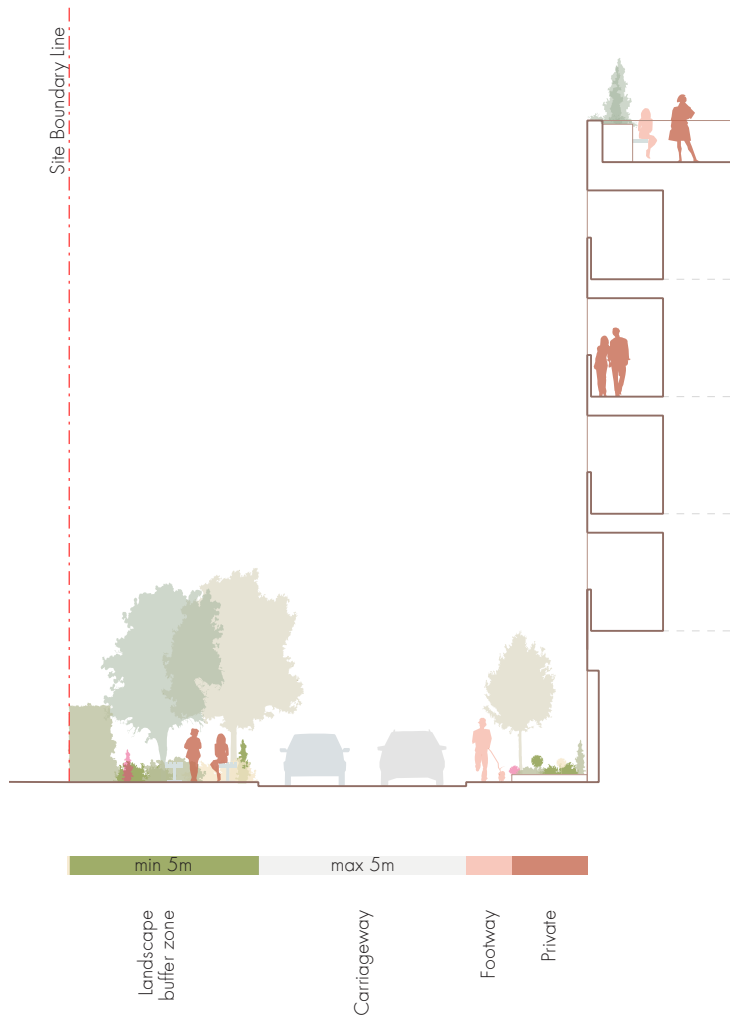 Site Boundary Line
min 5m
max 5m
Landscape
buffer zone
Carriageway
Footway
Private